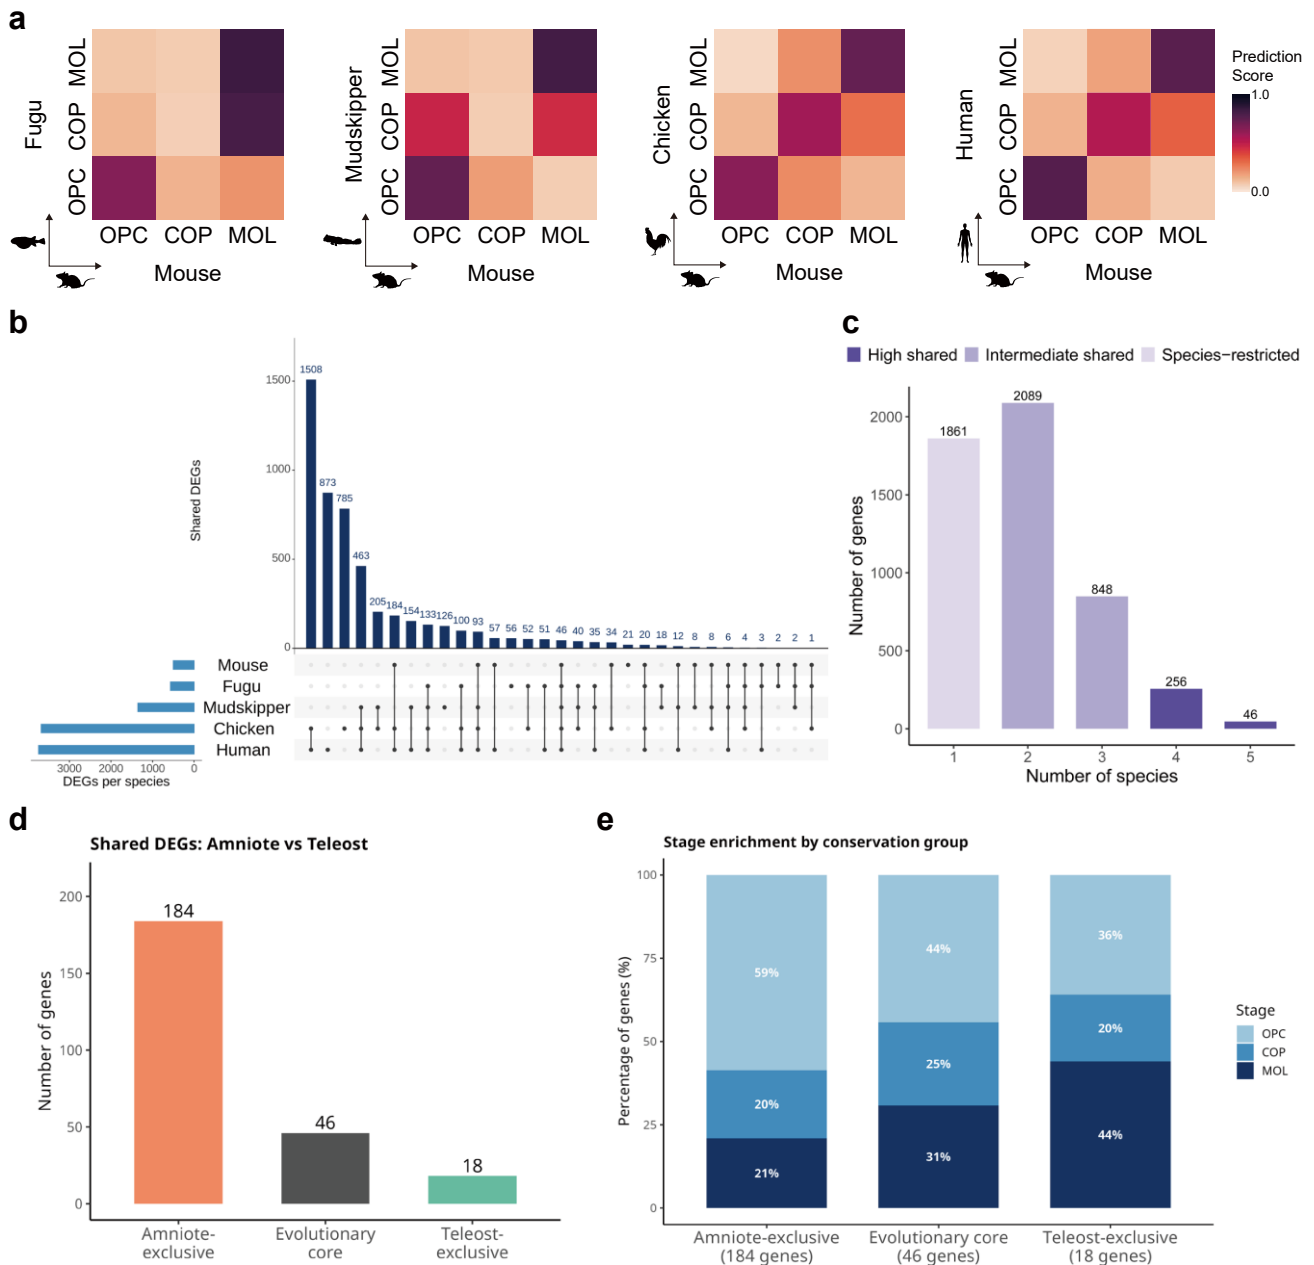 a
Fugu
MOL
COP
OPC
OPC COP MOL
Mouse
Mudskipper
MOL
COP
OPC
OPC COP MOL
Mouse
Chicken
MOL
COP
OPC
OPC COP MOL
Mouse
Human
MOL
COP
OPC
OPC COP MOL
Mouse
Prediction
Score
1.0
0.0
b
Shared DEGs
1500
1000
500
0
1508
873
785
463
205
184
154
133
126
100
93
57
56
52
51
46
40
35
34
21
20
18
12
8
8
6
4
3
2
2
1
Mouse
Fugu
Mudskipper
Chicken
Human
3000 2000 1000 0
DEGs per species
c
High shared Intermediate shared Species−restricted
Number of genes
2000
1500
1000
500
0
1861
2089
848
256
46
1 2 3 4 5
Number of species
d
Shared DEGs: Amniote vs Teleost
Number of genes
200
150
100
50
0
184
46
18
Amniote-
exclusive
Evolutionary
core
Teleost-
exclusive
e
Stage enrichment by conservation group
Percentage of genes (%)
100
75
50
25
0
59%
20%
21%
44%
25%
31%
36%
20%
44%
Amniote-exclusive
(184 genes)
Evolutionary core
(46 genes)
Teleost-exclusive
(18 genes)
Stage
OPC
COP
MOL